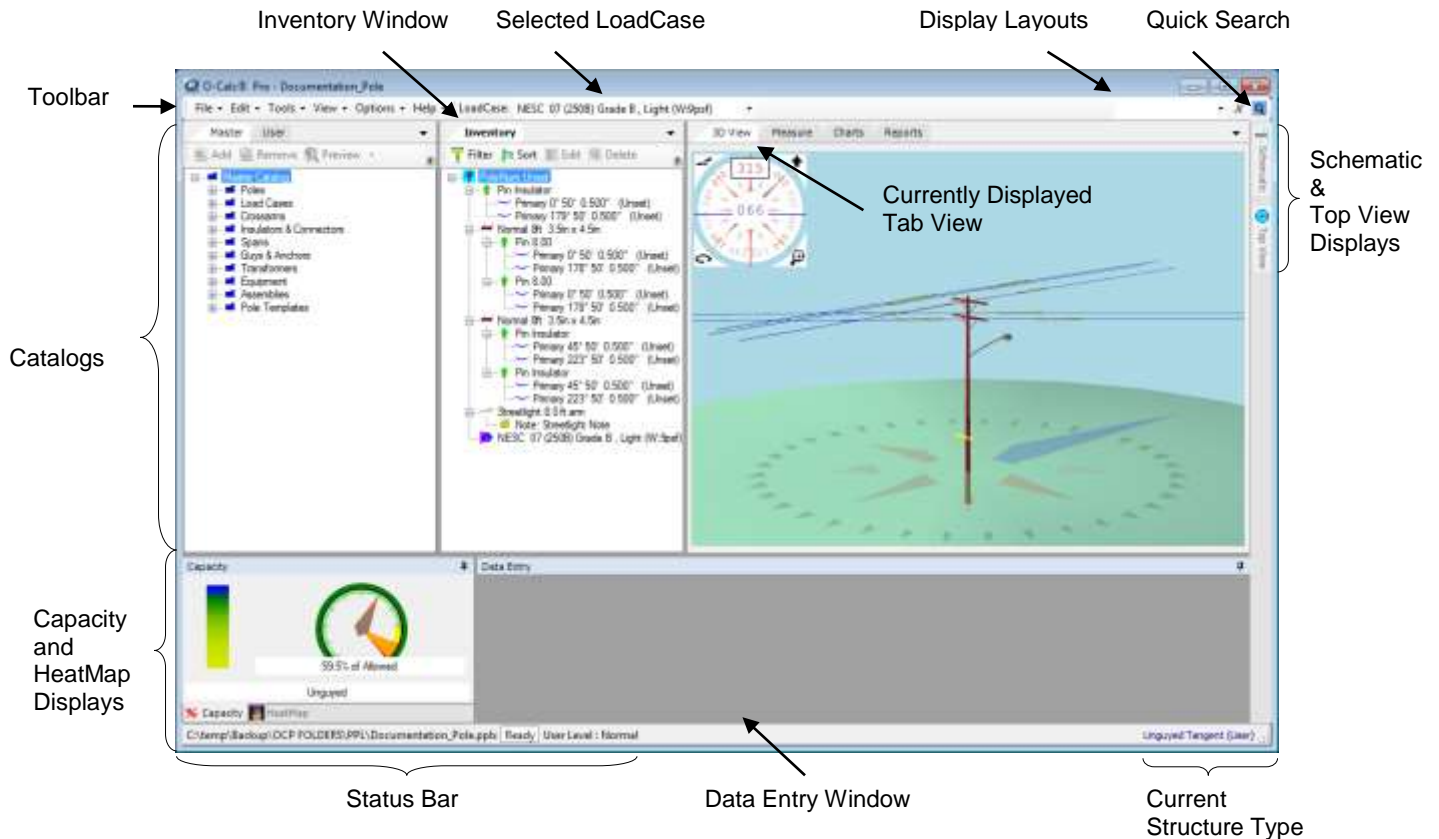 Inventory Window
Selected LoadCase
Display Layouts
Quick Search
Toolbar
O-Calc® Pro - Documentation_Pole
File Edit Tools View Options Help LoadCase: NESC 07 (250B) Grade B, Light (W:9psf)
Master User
Add Remove Preview
Master Catalog
Poles
Load Cases
Crossarms
Insulators & Connectors
Spans
Guys & Anchors
Transformers
Equipment
Assemblies
Pole Templates
Inventory
Filter Sort Edit Delete
Pin Insulator
Primary 0° 50' 0.500" (Unset)
Primary 179° 50' 0.500" (Unset)
Normal 8ft 3.5in x 4.5in
Pin 8.00
Primary 0° 50' 0.500" (Unset)
Primary 178° 50' 0.500" (Unset)
Pin 8.00
Primary 0° 50' 0.500" (Unset)
Primary 178° 50' 0.500" (Unset)
Normal 8ft 3.5in x 4.5in
Pin Insulator
Primary 45° 50' 0.500" (Unset)
Primary 223° 50' 0.500" (Unset)
Pin Insulator
Primary 45° 50' 0.500" (Unset)
Primary 223° 50' 0.500" (Unset)
Streetlight
Note: Streetlight Note
NESC 07 (250B) Grade B, Light (W:9psf)
3D View Measure Charts Reports
315
066
Currently Displayed
Tab View
Schematic
Top View
Schematic
&
Top View
Displays
Catalogs
Capacity
59.5% of Allowed
Unguyed
Capacity HeatMap
Data Entry
Capacity
and
HeatMap
Displays
C:\temp\Backup\OCP FOLDERS\PPL\Documentation_Pole.pplx Ready User Level : Normal
Unguyed Tangent (User)
Status Bar
Data Entry Window
Current
Structure Type